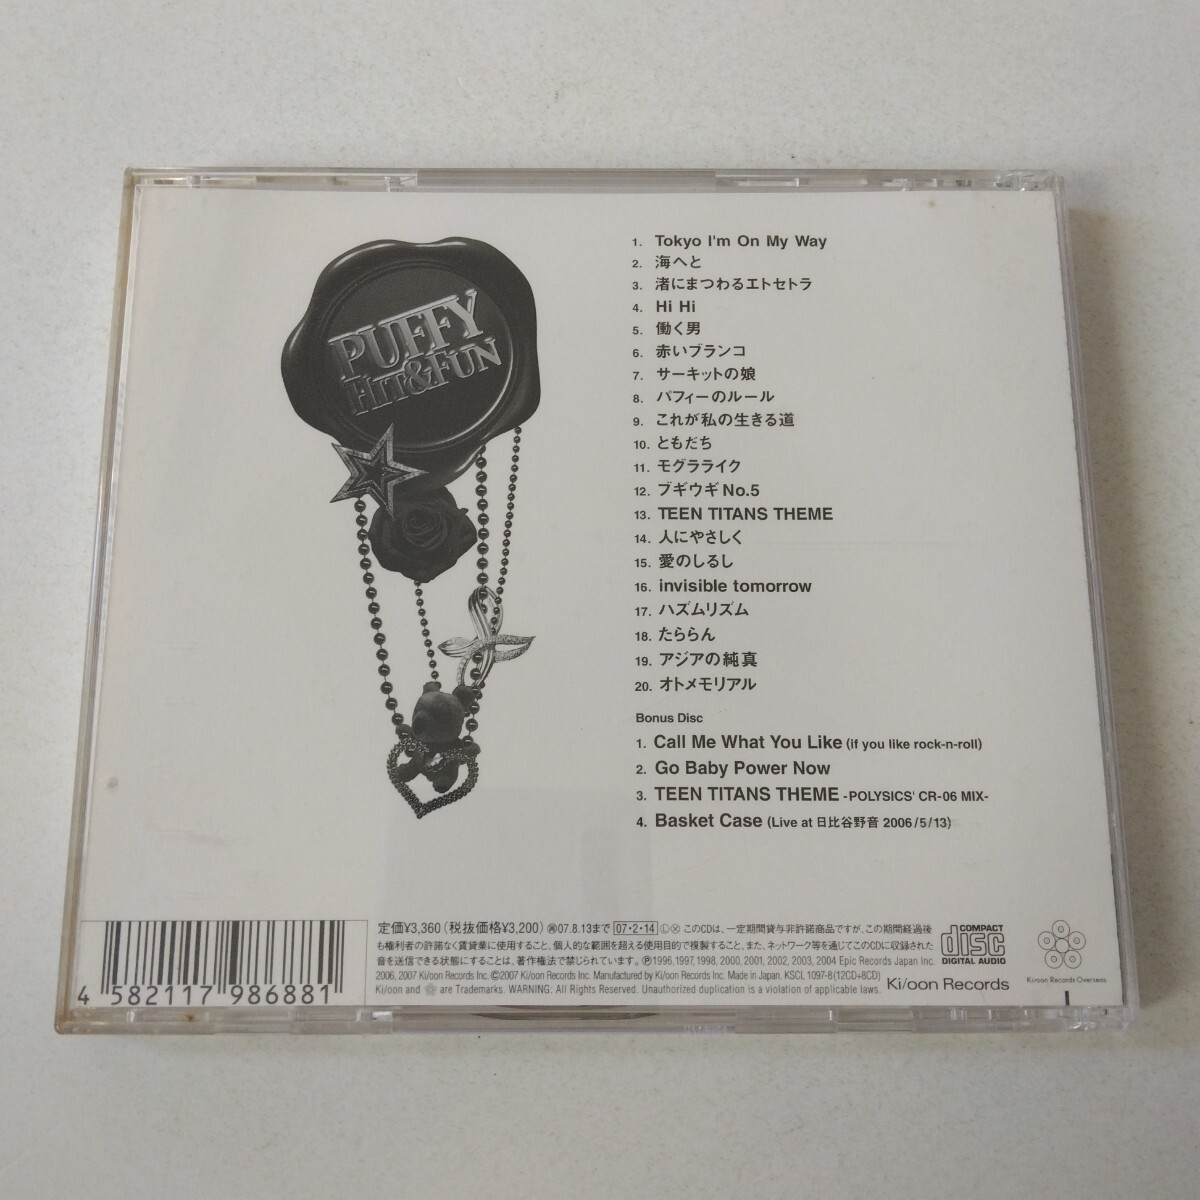 PUFFY
HIT&FUN
1. Tokyo I'm On My Way
2. 海へと
3. 渚にまつわるエトセトラ
4. Hi Hi
5. 働く男
6. 赤いブランコ
7. サーキットの娘
8. パフィーのルール
9. これが私の生きる道
10. ともだち
11. モグラライク
12. ブギウギNo.5
13. TEEN TITANS THEME
14. 人にやさしく
15. 愛のしるし
16. invisible tomorrow
17. ハズムリズム
18. たららん
19. アジアの純真
20. オトメモリアル
Bonus Disc
1. Call Me What You Like (if you like rock-n-roll)
2. Go Baby Power Now
3. TEEN TITANS THEME -POLYSICS' CR-06 MIX-
4. Basket Case (Live at 日比谷野音 2006/5/13)
定価¥3,360(税抜価格¥3,200) 07.8.13まで 07・2・14 Ⓛ このCDは、一定期間貸与非許諾商品ですが、この期間経過後
も権利者の許諾なく賃貸業に使用すること、個人的な範囲を超える使用目的で複製すること、また、ネットワーク等を通じてこのCDに収録された
音を送信できる状態にすることは、著作権法で禁じられています。Ⓟ1996,1997,1998, 2000, 2001, 2002, 2003, 2004 Epic Records Japan Inc.
2006, 2007 Ki/oon Records Inc. ©2007 Ki/oon Records Inc. Manufactured by Ki/oon Records Inc. Made in Japan. KSCL 1097-8(12CD+8CD)
Ki/oon and are Trademarks. WARNING: All Rights Reserved. Unauthorized duplication is a violation of applicable laws.
Ki/oon Records
COMPACT
disc
DIGITAL AUDIO
Ki/oon Records Overseas
4 582117 986881